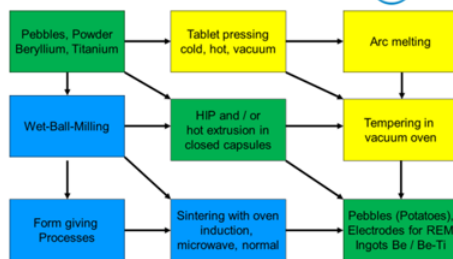 Pebbles, Powder
Beryllium, Titanium
Tablet pressing
cold, hot, vacuum
Arc melting
Wet-Ball-Milling
HIP and / or
hot extrusion in
closed capsules
Tempering in
vacuum oven
Form giving
Processes
Sintering with oven
induction,
microwave, normal
Pebbles (Potatoes),
Electrodes for REM
Ingots Be / Be-Ti